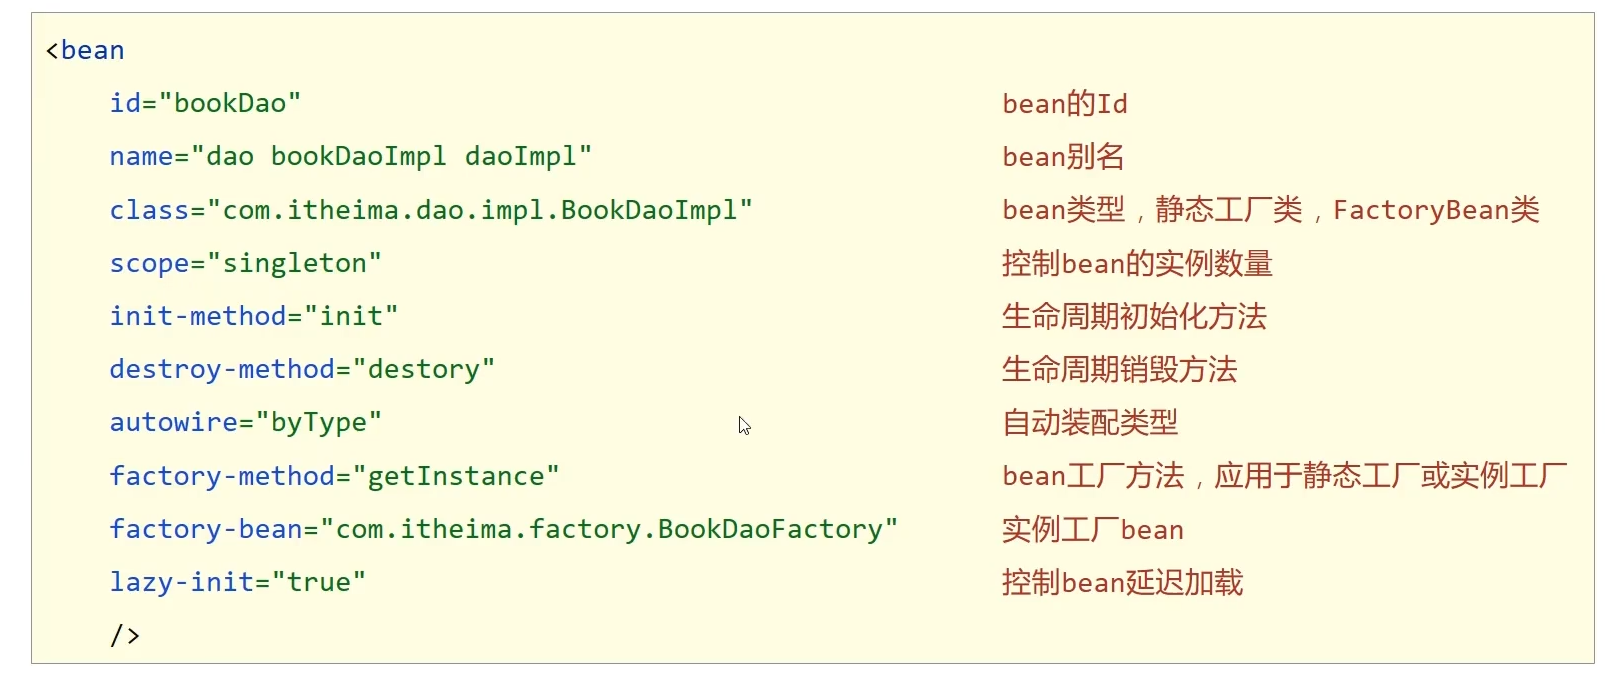 <bean
id="bookDao" bean的Id
name="dao bookDaoImpl daoImpl" bean别名
class="com.itheima.dao.impl.BookDaoImpl" bean类型，静态工厂类，FactoryBean类
scope="singleton" 控制bean的实例数量
init-method="init" 生命周期初始化方法
destroy-method="destory" 生命周期销毁方法
autowire="byType" 自动装配类型
factory-method="getInstance" bean工厂方法，应用于静态工厂或实例工厂
factory-bean="com.itheima.factory.BookDaoFactory" 实例工厂bean
lazy-init="true" 控制bean延迟加载
/>